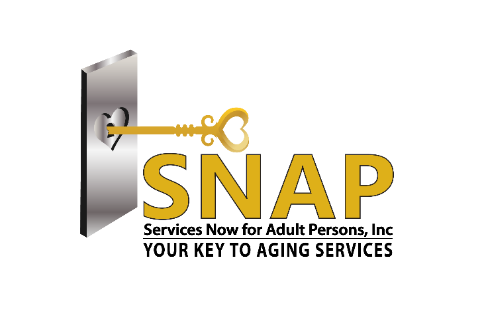 SNAP
Services Now for Adult Persons, Inc
YOUR KEY TO AGING SERVICES